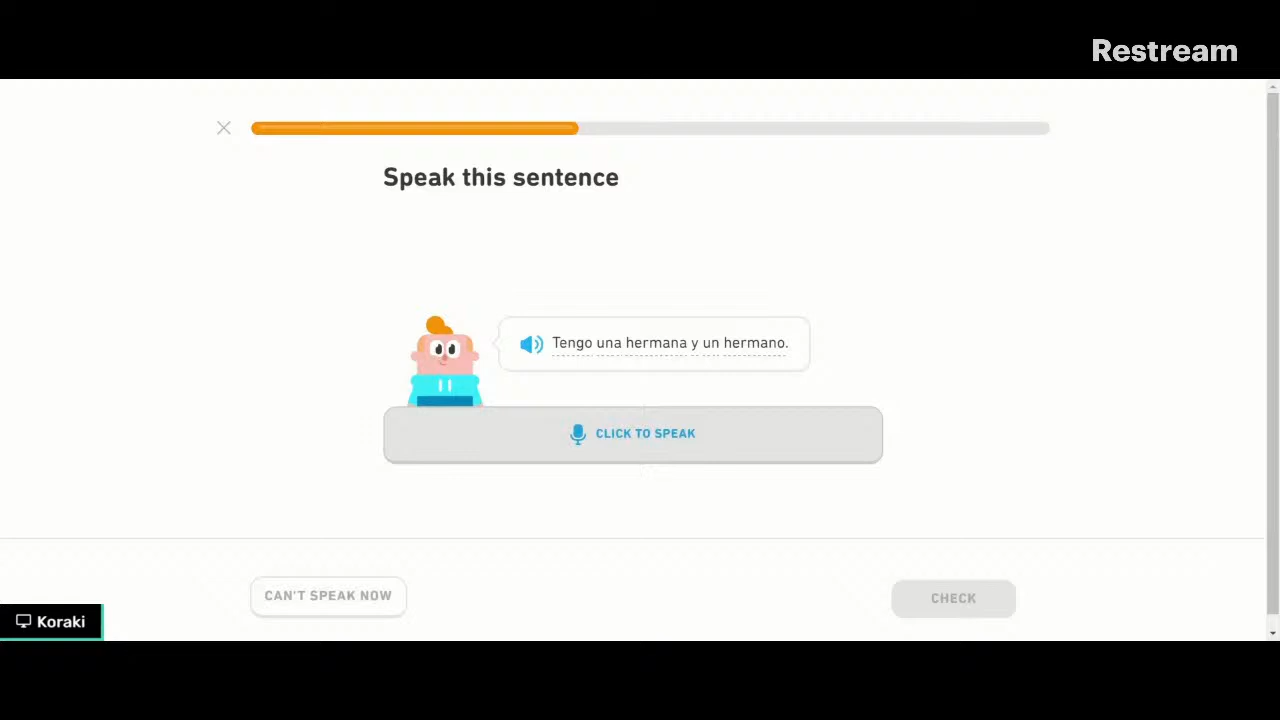 Restream
Speak this sentence
Tengo una hermana y un hermano.
CLICK TO SPEAK
CAN'T SPEAK NOW
CHECK
Koraki